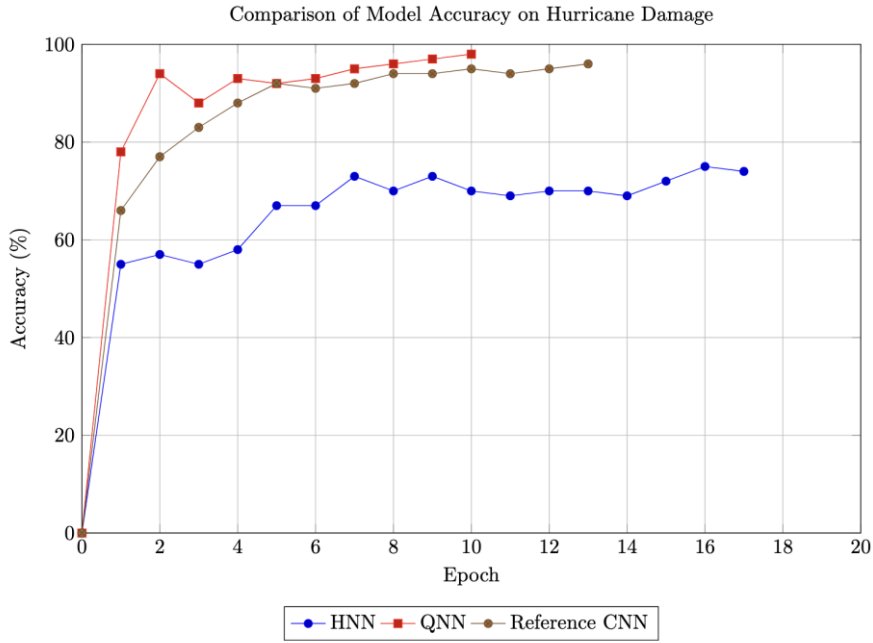 Comparison of Model Accuracy on Hurricane Damage
100
80
60
40
20
0
Accuracy (%)
0 2 4 6 8 10 12 14 16 18 20
Epoch
HNN QNN Reference CNN